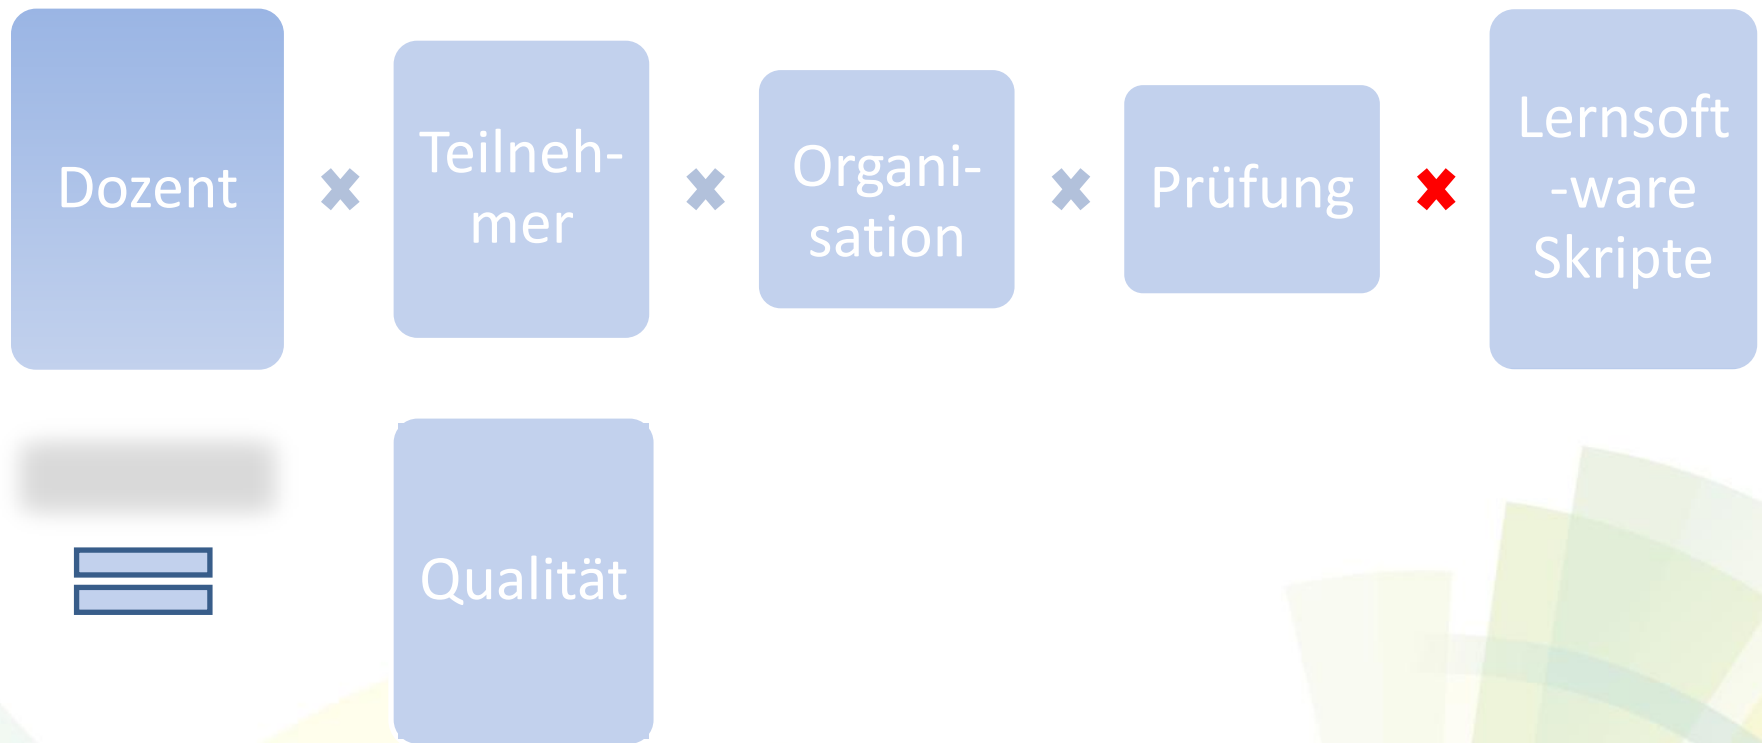 Dozent
Teilneh-
mer
Organi-
sation
Prüfung
Lernsoft
-ware
Skripte
Qualität